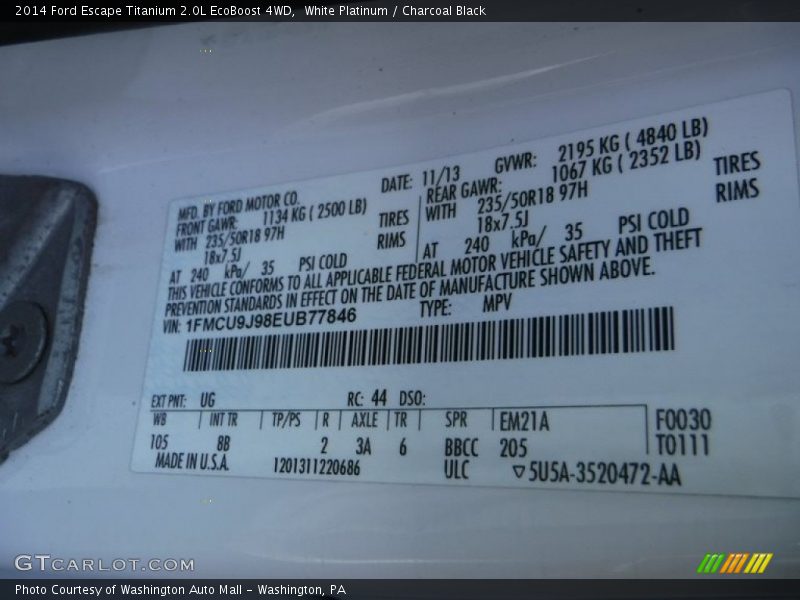 2014 Ford Escape Titanium 2.0L EcoBoost 4WD,  White Platinum / Charcoal Black
MFD. BY FORD MOTOR CO.
DATE: 11/13
GVWR: 2195 KG ( 4840 LB)
FRONT GAWR: 1134 KG ( 2500 LB)
REAR GAWR: 1067 KG ( 2352 LB)
WITH 235/50R18 97H TIRES
WITH 235/50R18 97H TIRES
18x7.5J RIMS
18x7.5J RIMS
AT 240 kPa/ 35 PSI COLD
AT 240 kPa/ 35 PSI COLD
THIS VEHICLE CONFORMS TO ALL APPLICABLE FEDERAL MOTOR VEHICLE SAFETY AND THEFT
PREVENTION STANDARDS IN EFFECT ON THE DATE OF MANUFACTURE SHOWN ABOVE.
VIN: 1FMCU9J98EUB77846 TYPE: MPV
EXT PNT: UG RC: 44 DSO:
WB INT TR TP/PS R AXLE TR SPR EM21A F0030
105 8B 2 3A 6 BBCC 205 T0111
MADE IN U.S.A. 1201311220686 ULC ▽5U5A-3520472-AA
GTCARLOT.COM
Photo Courtesy of Washington Auto Mall - Washington, PA